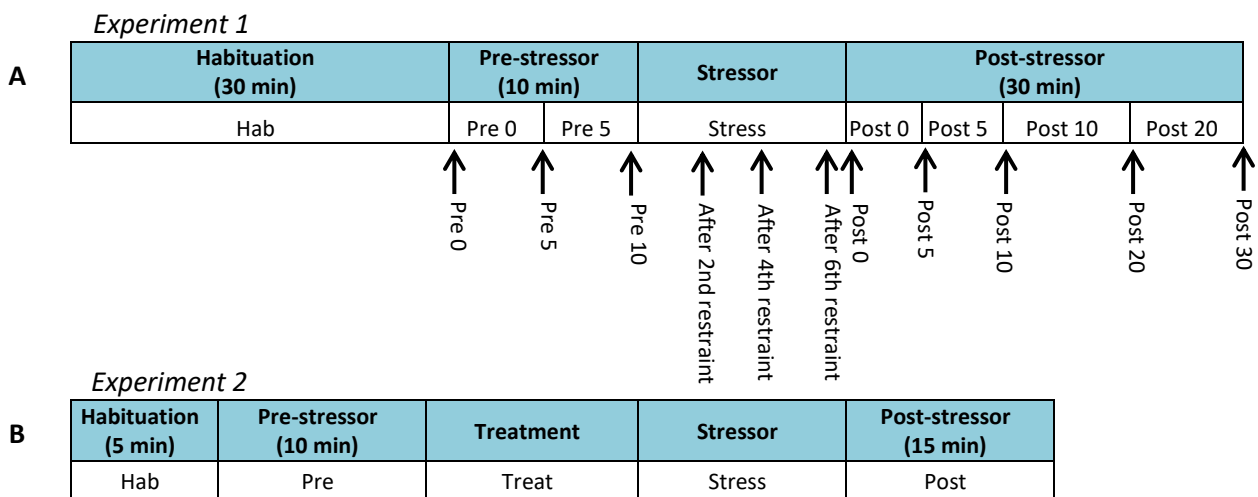 Experiment 1
A
Habituation
(30 min)
Pre-stressor
(10 min)
Stressor
Post-stressor
(30 min)
Hab
Pre 0
Pre 5
Stress
Post 0
Post 5
Post 10
Post 20
Pre 0
Pre 5
Pre 10
After 2nd restraint
After 4th restraint
After 6th restraint
Post 0
Post 5
Post 10
Post 20
Post 30
Experiment 2
B
Habituation
(5 min)
Pre-stressor
(10 min)
Treatment
Stressor
Post-stressor
(15 min)
Hab
Pre
Treat
Stress
Post